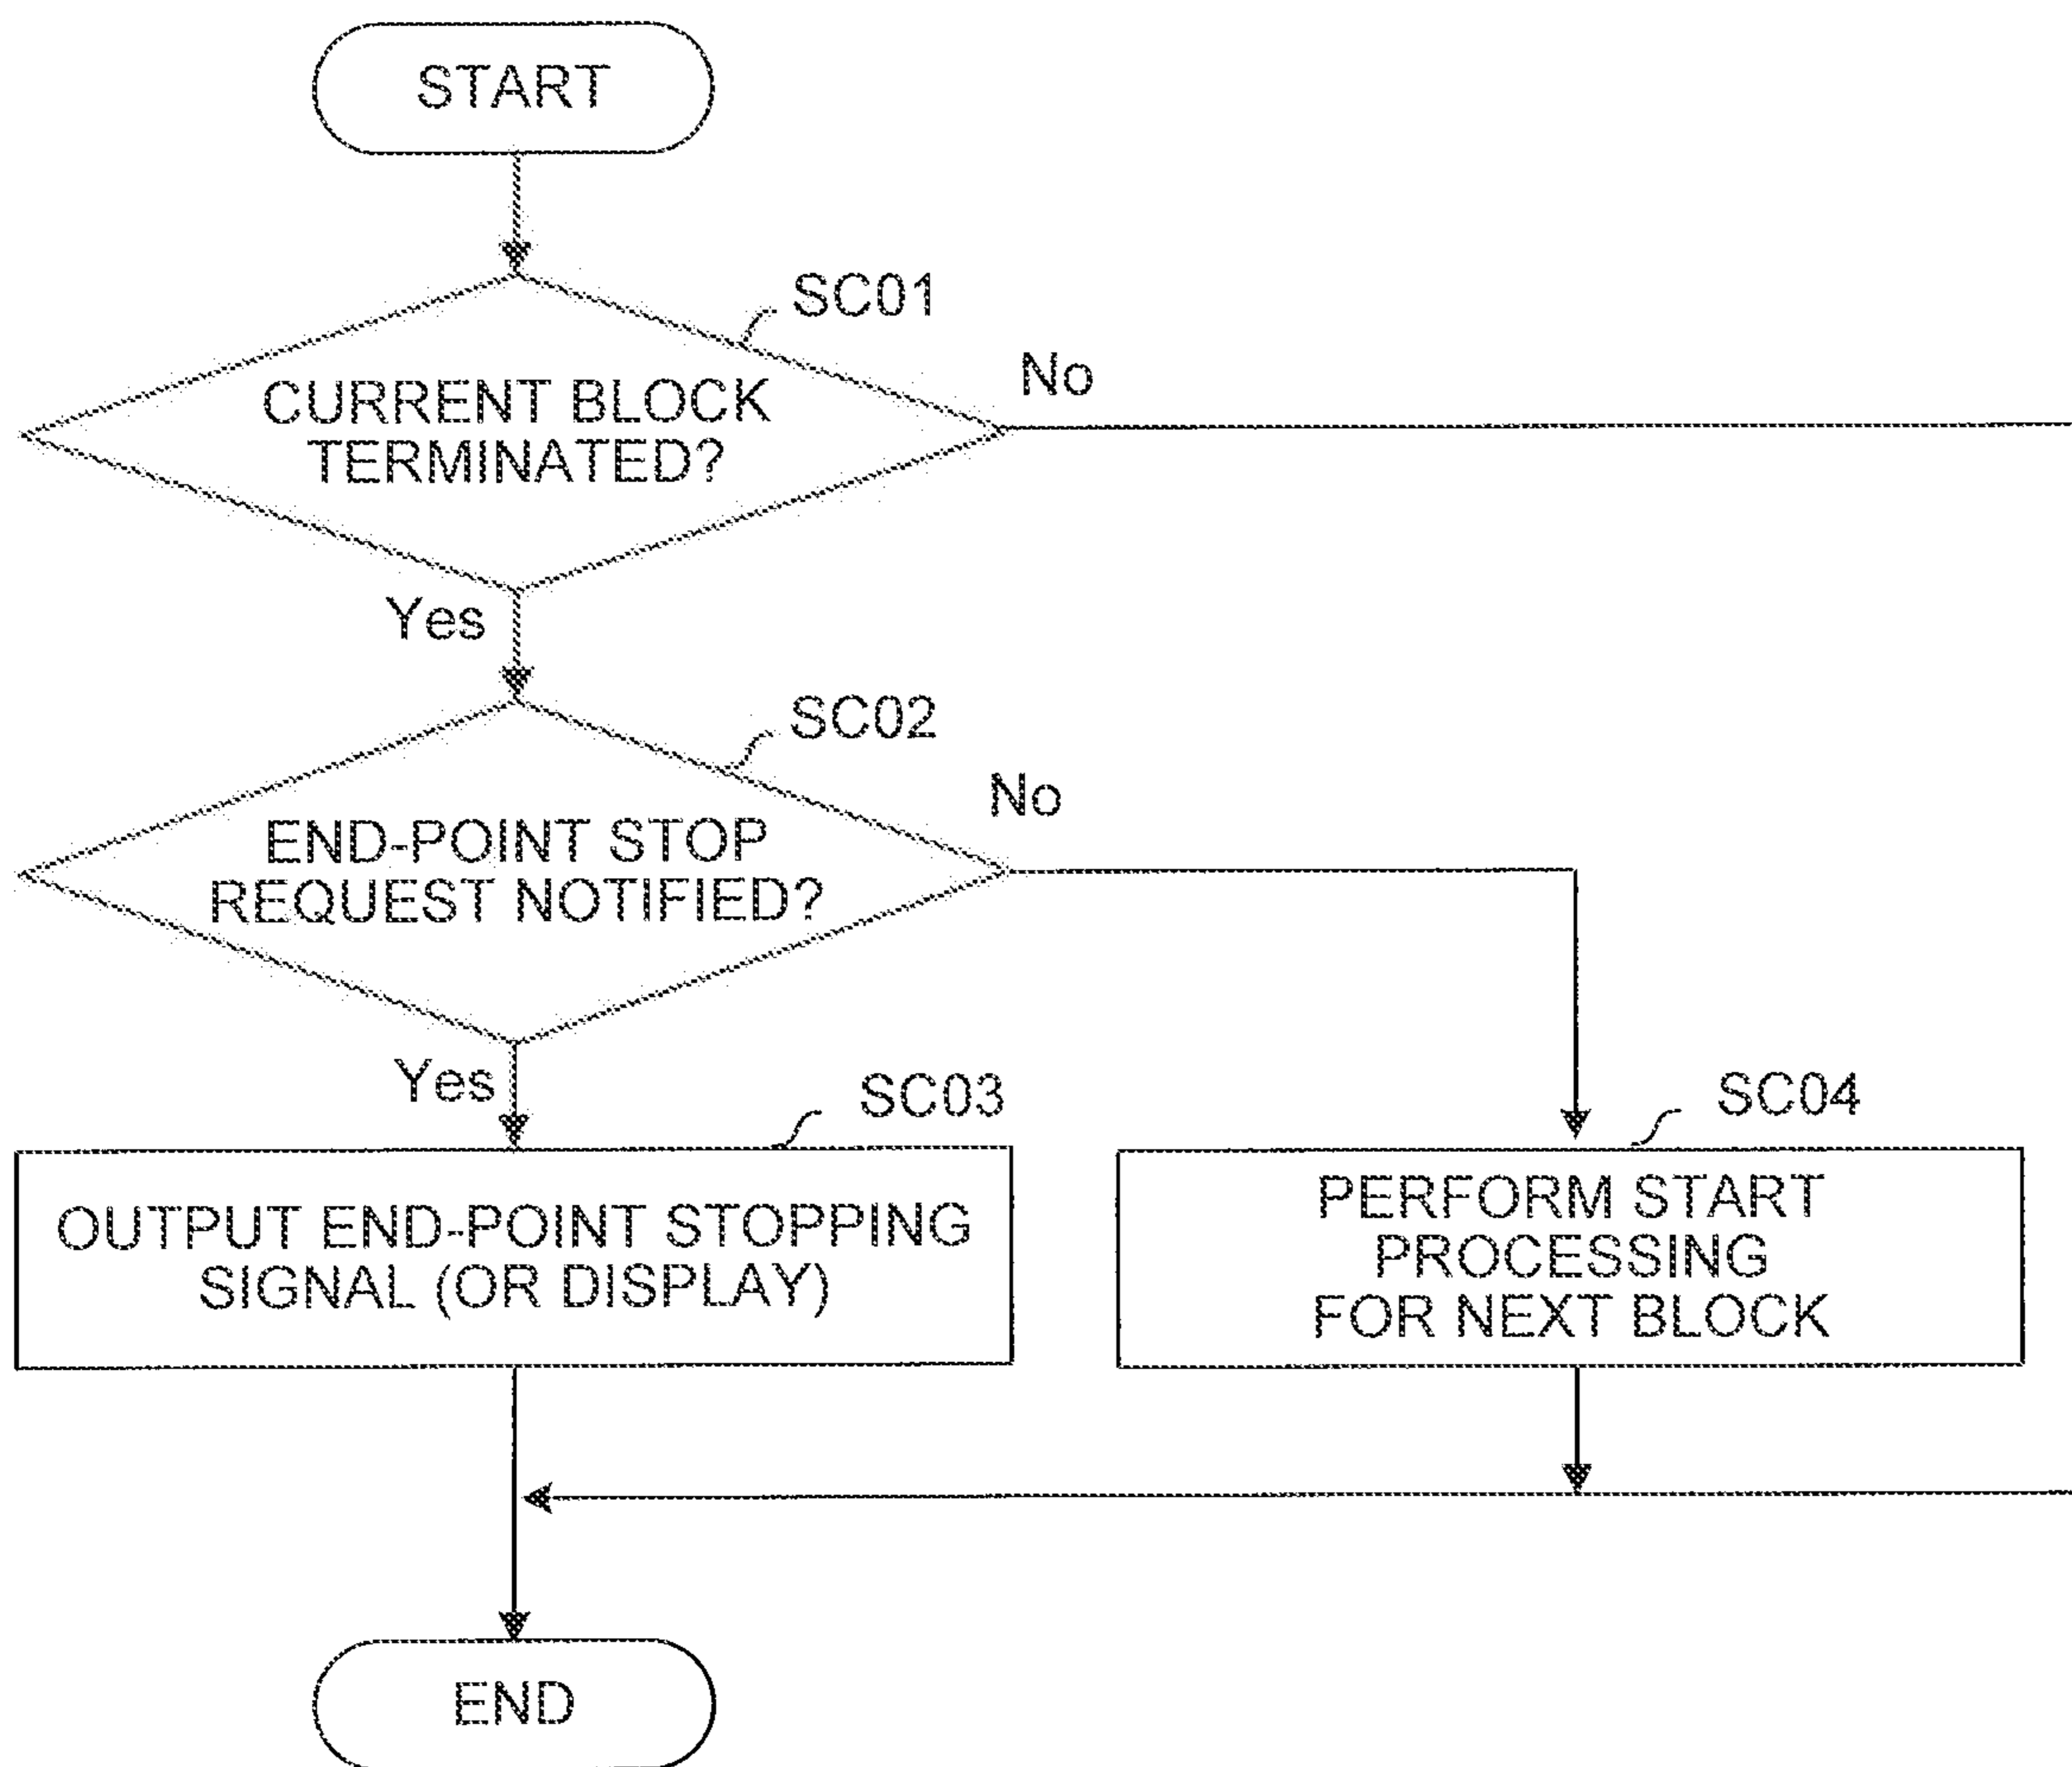 START
SC01
No
CURRENT BLOCK
TERMINATED?
Yes
SC02
No
END-POINT STOP
REQUEST NOTIFIED?
Yes
SC03
SC04
OUTPUT END-POINT STOPPING
SIGNAL (OR DISPLAY)
PERFORM START
PROCESSING
FOR NEXT BLOCK
END